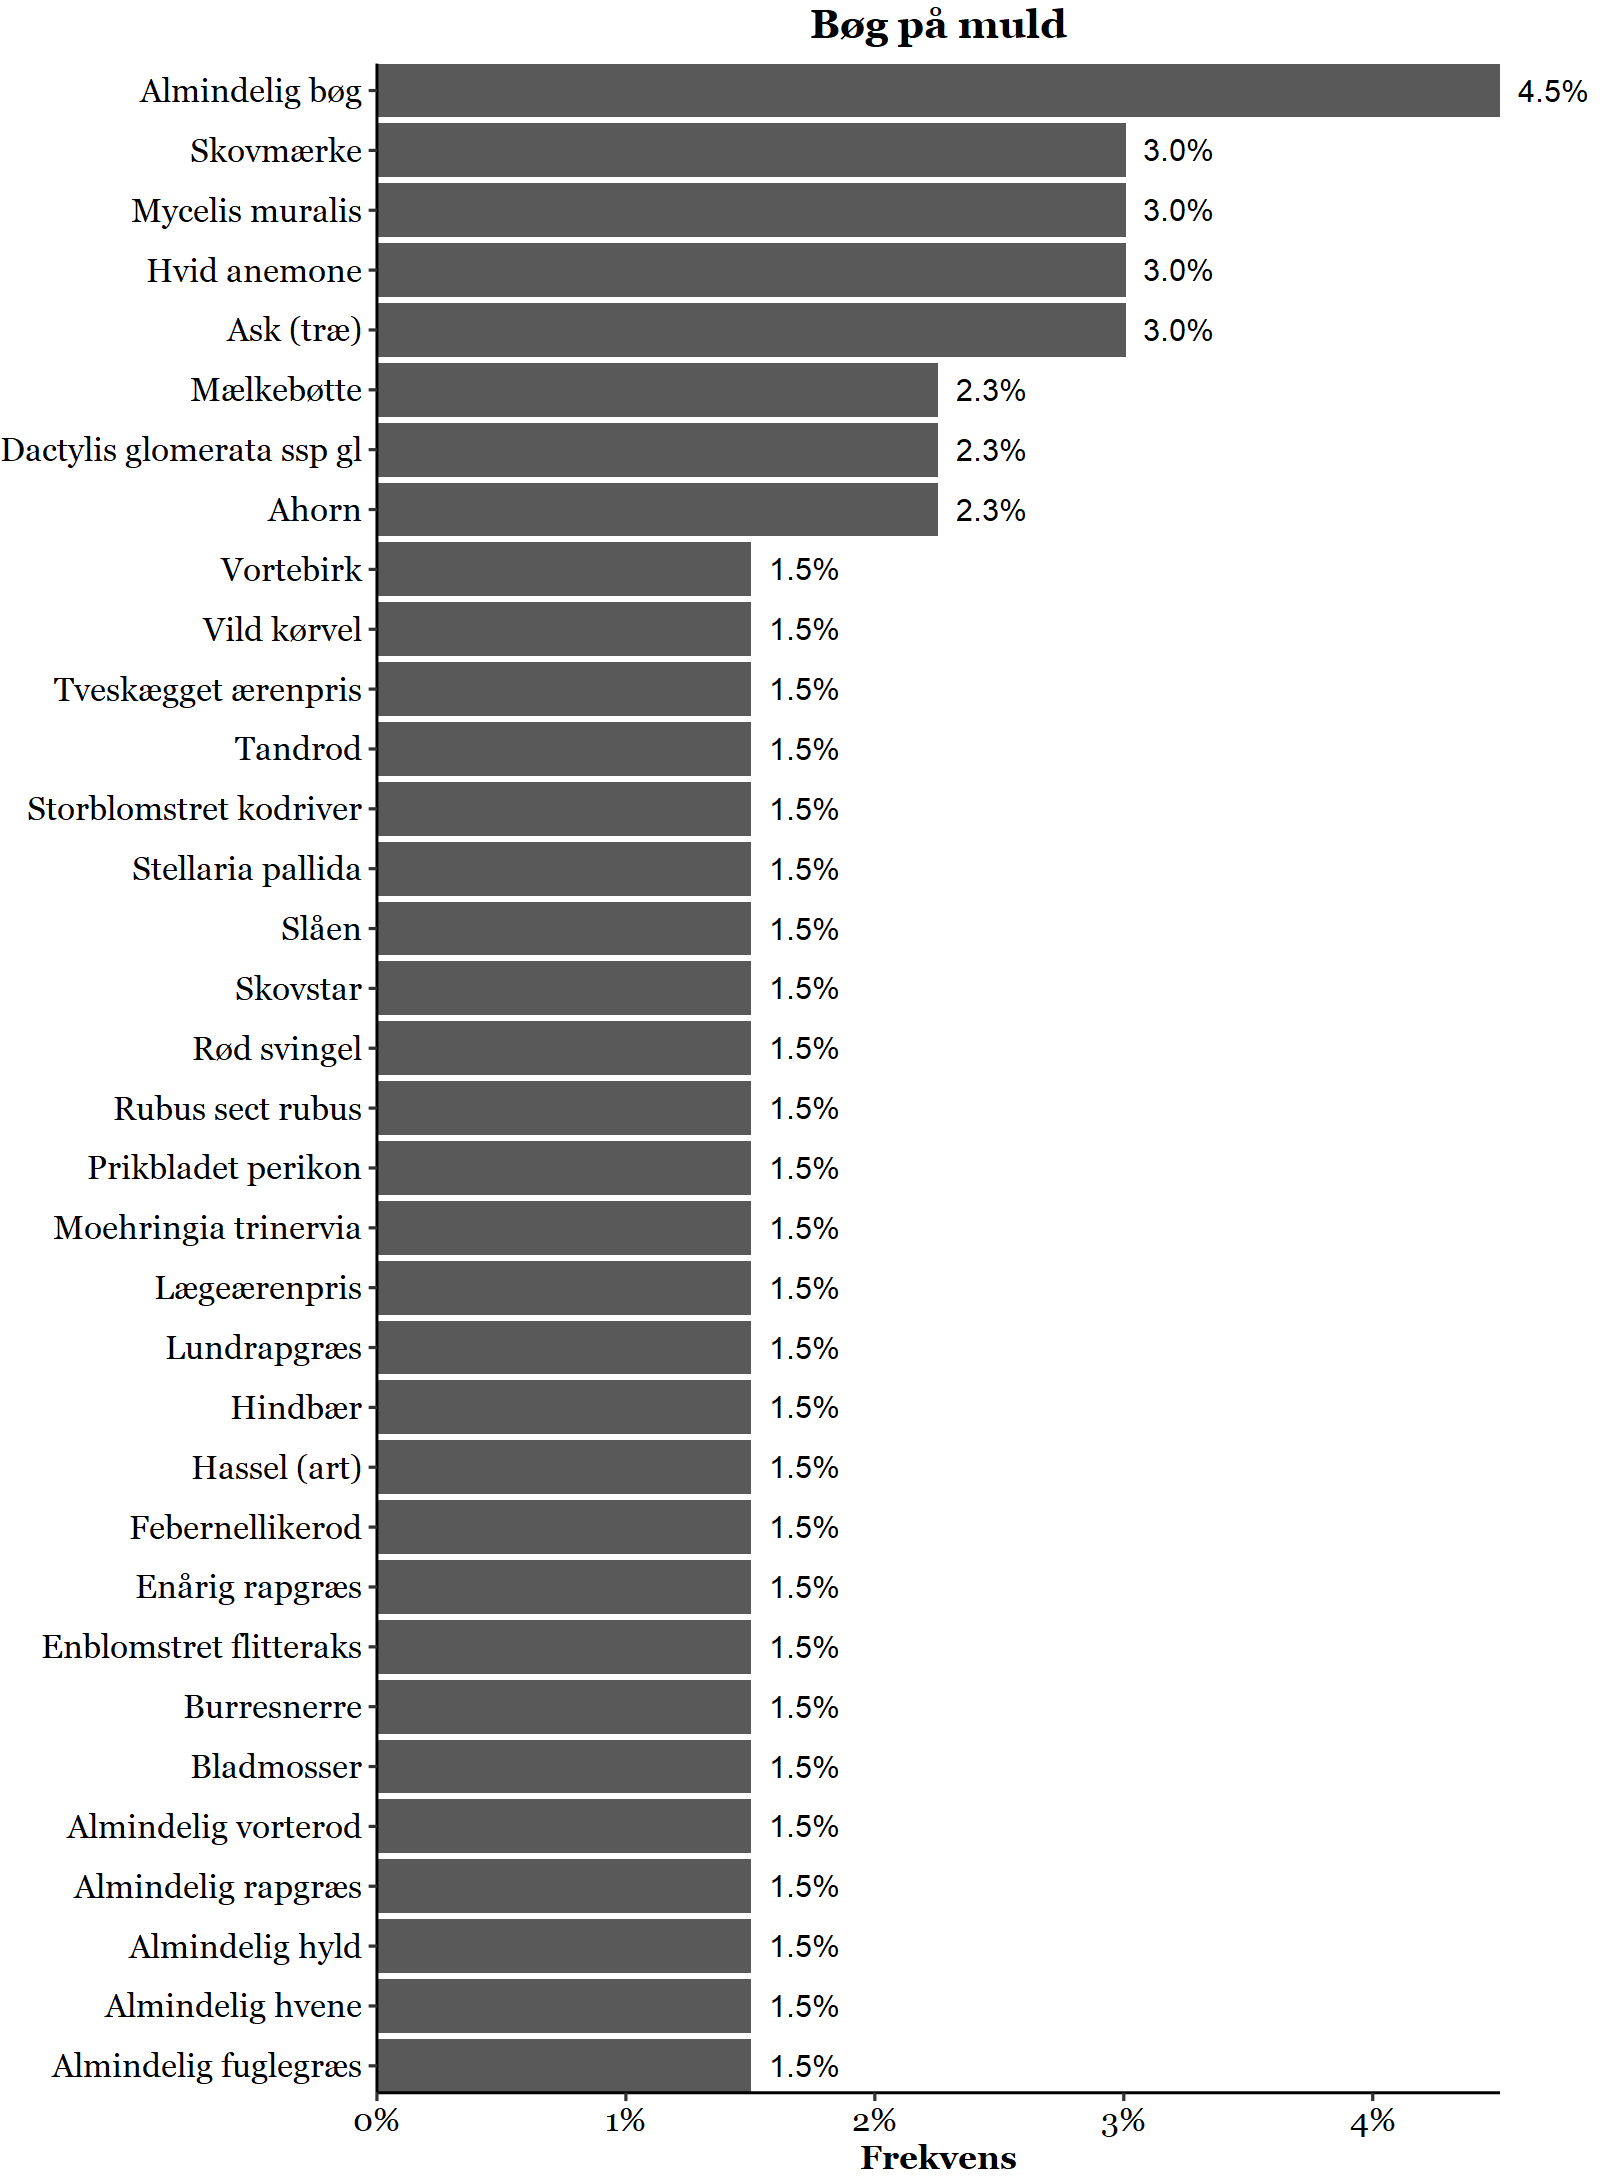 Bøg på muld
Almindelig bøg 4.5%
Skovmærke 3.0%
Mycelis muralis 3.0%
Hvid anemone 3.0%
Ask (træ) 3.0%
Mælkebøtte 2.3%
Dactylis glomerata ssp gl 2.3%
Ahorn 2.3%
Vortebirk 1.5%
Vild kørvel 1.5%
Tveskægget ærenpris 1.5%
Tandrod 1.5%
Storblomstret kodriver 1.5%
Stellaria pallida 1.5%
Slåen 1.5%
Skovstar 1.5%
Rød svingel 1.5%
Rubus sect rubus 1.5%
Prikbladet perikon 1.5%
Moehringia trinervia 1.5%
Lægeærenpris 1.5%
Lundrapgræs 1.5%
Hindbær 1.5%
Hassel (art) 1.5%
Febernellikerod 1.5%
Enårig rapgræs 1.5%
Enblomstret flitteraks 1.5%
Burresnerre 1.5%
Bladmosser 1.5%
Almindelig vorterod 1.5%
Almindelig rapgræs 1.5%
Almindelig hyld 1.5%
Almindelig hvene 1.5%
Almindelig fuglegræs 1.5%
0% 1% 2% 3% 4%
Frekvens